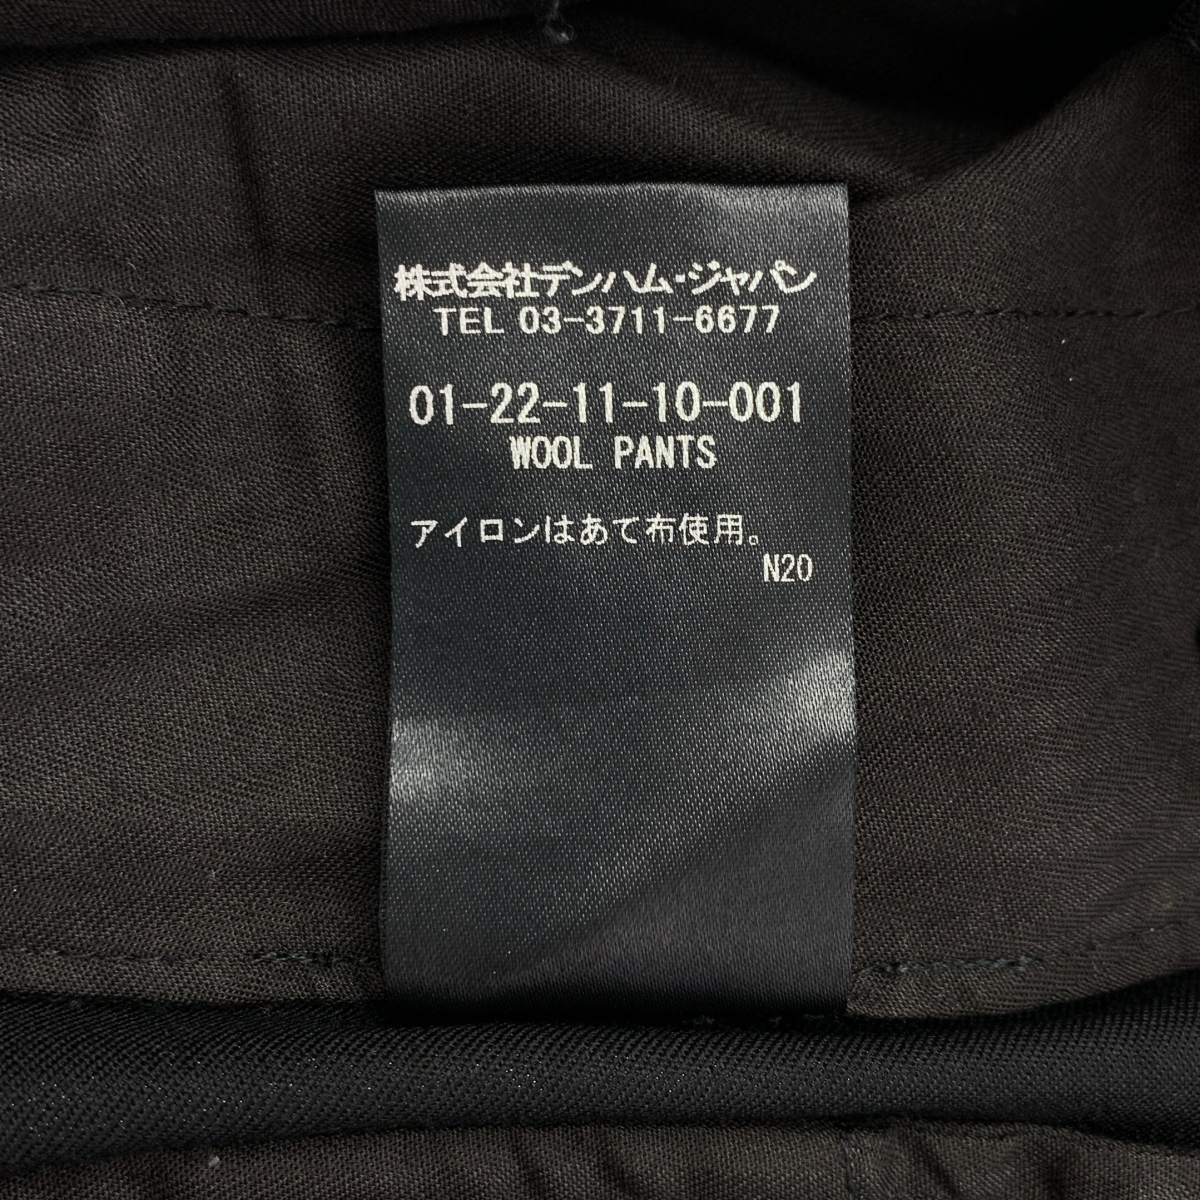 株式会社デンハム・ジャパン
TEL 03-3711-6677
01-22-11-10-001
WOOL PANTS
アイロンはあて布使用。
N20